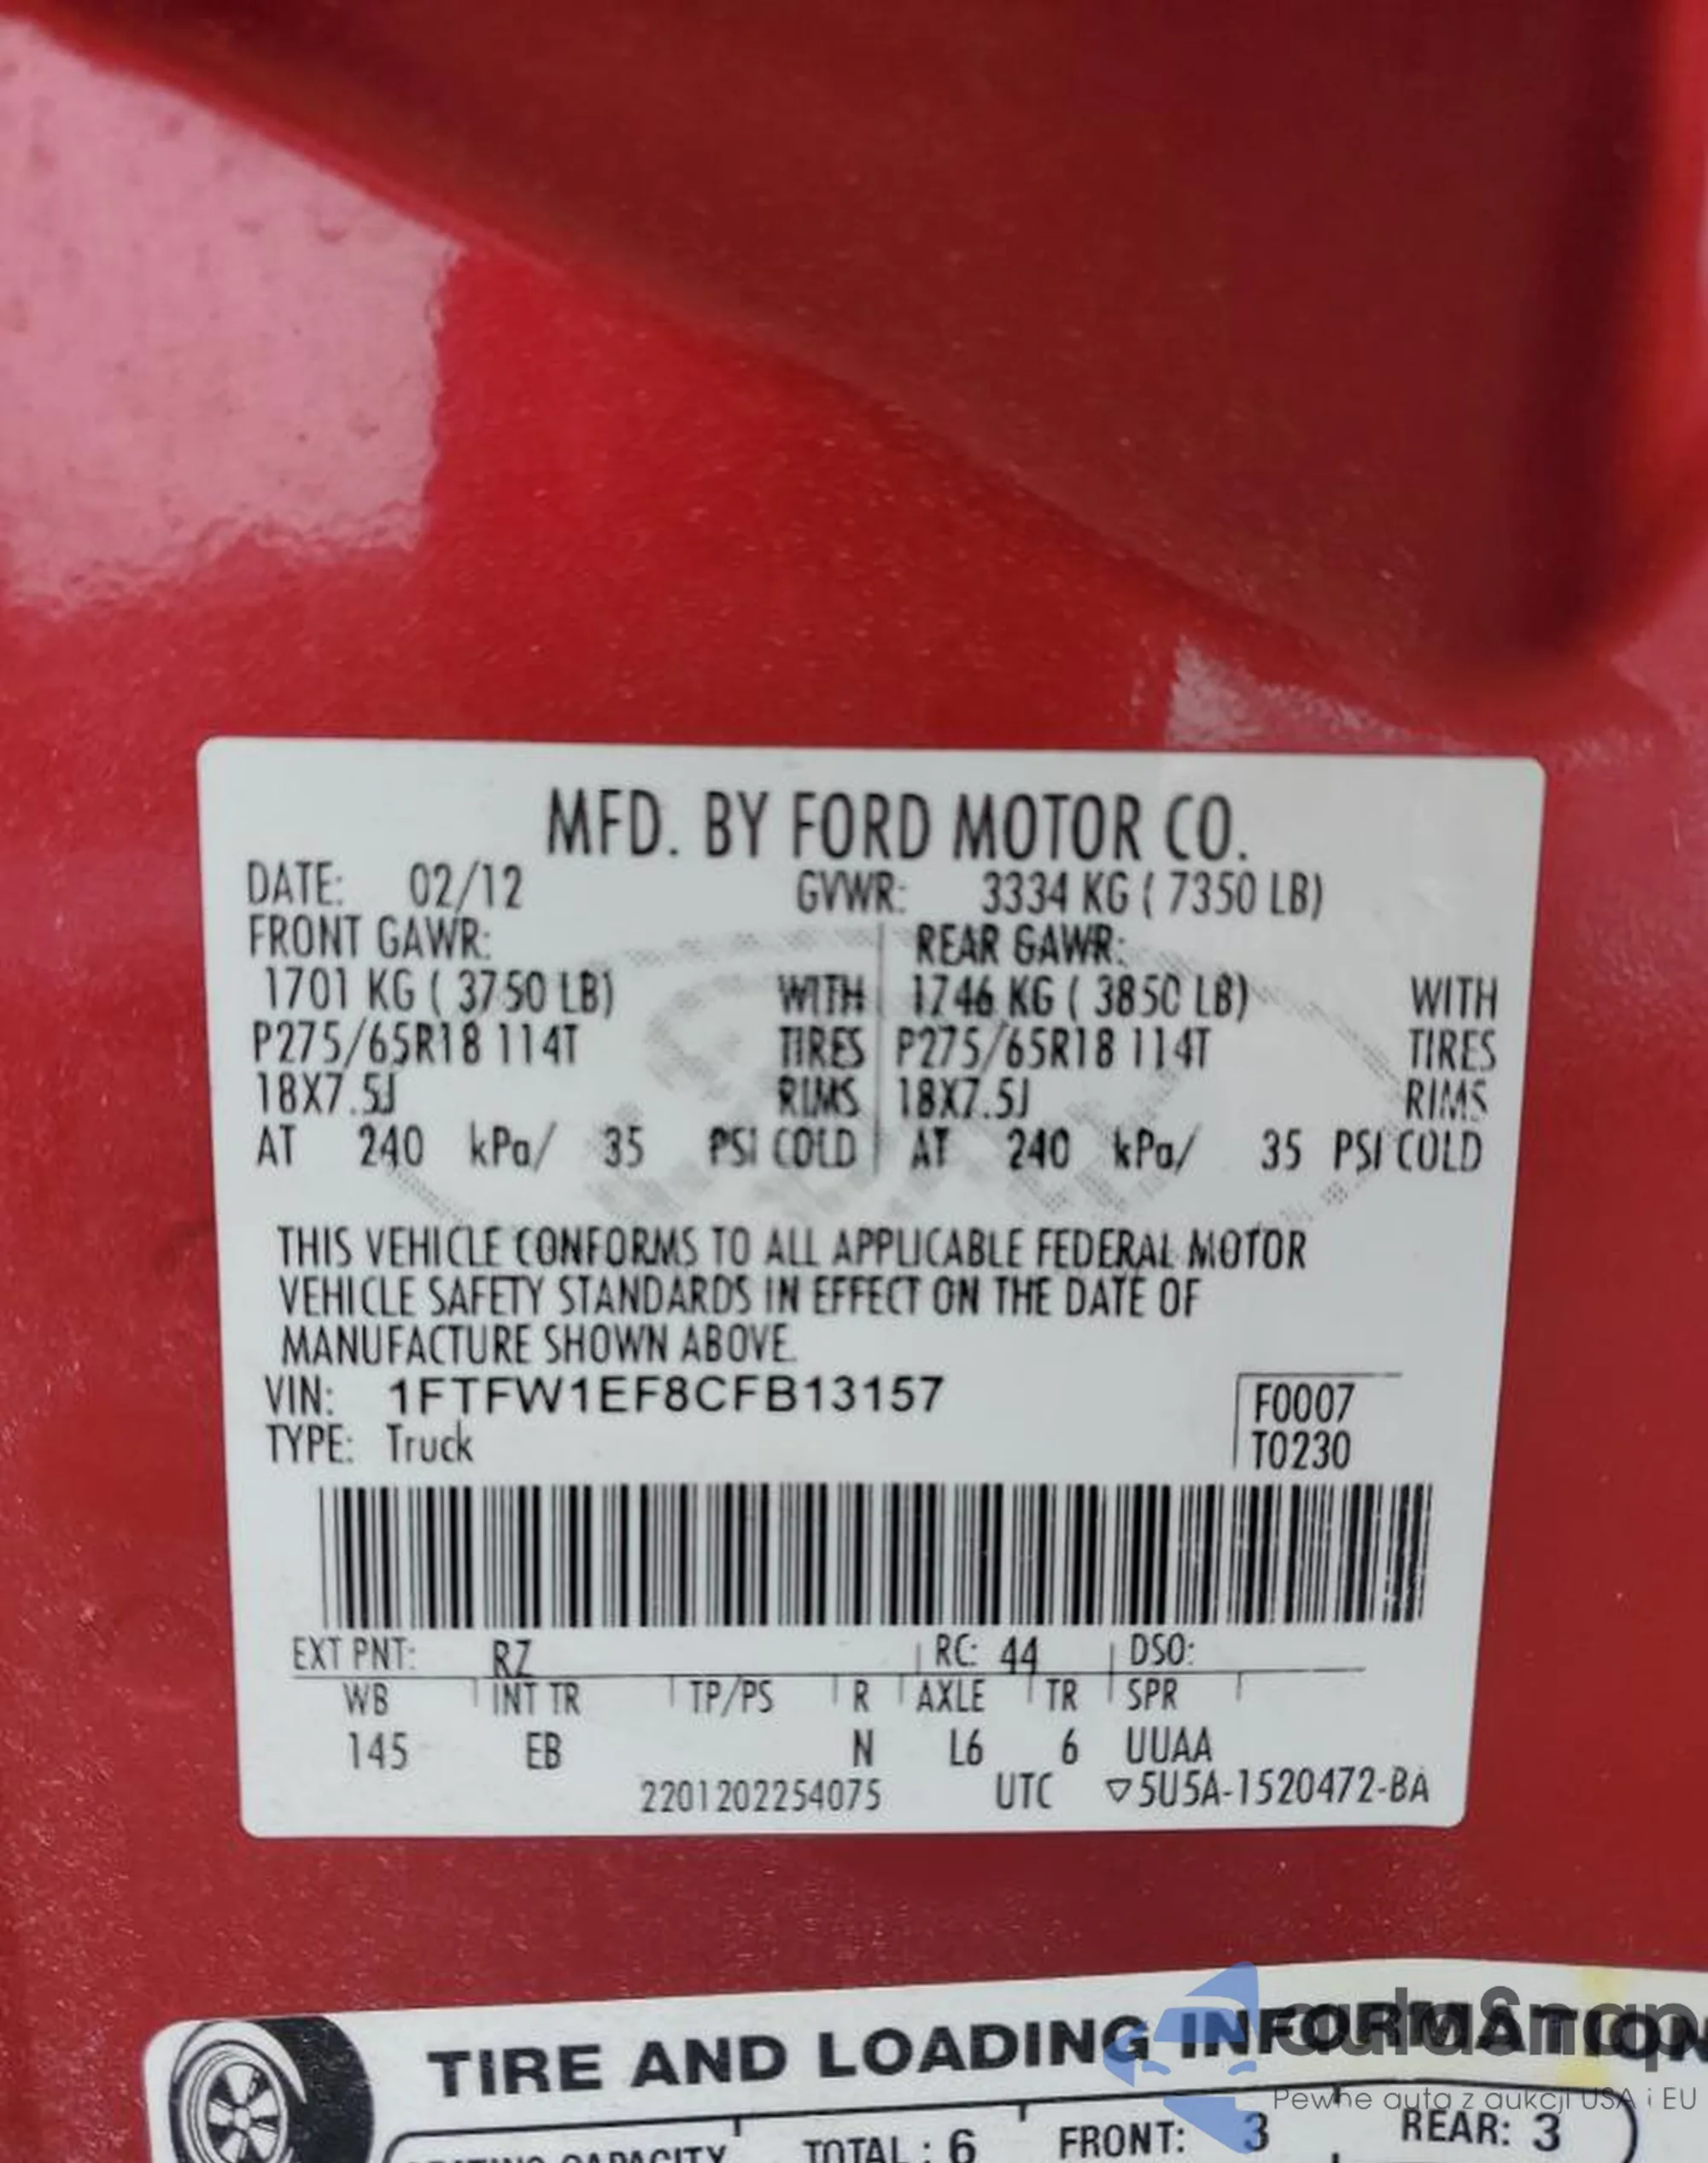 MFD. BY FORD MOTOR CO.
DATE: 02/12 GVWR: 3334 KG ( 7350 LB)
FRONT GAWR: REAR GAWR:
1701 KG ( 3750 LB) WITH 1746 KG ( 3850 LB) WITH
P275/65R18 114T TIRES P275/65R18 114T TIRES
18X7.5J RIMS 18X7.5J RIMS
AT 240 kPa/ 35 PSI COLD AT 240 kPa/ 35 PSI COLD
THIS VEHICLE CONFORMS TO ALL APPLICABLE FEDERAL MOTOR
VEHICLE SAFETY STANDARDS IN EFFECT ON THE DATE OF
MANUFACTURE SHOWN ABOVE.
VIN: 1FTFW1EF8CFB13157 F0007
TYPE: Truck T0230
EXT PNT: RZ RC: 44 DSO:
WB INT TR TP/PS R AXLE TR SPR
145 EB N L6 6 UUAA
2201202254075 UTC ▽5U5A-1520472-BA
TIRE AND LOADING INFORMATION
autoSnap
Pewne auta z aukcji USA i EU
SEATING CAPACITY TOTAL : 6 FRONT: 3 REAR: 3